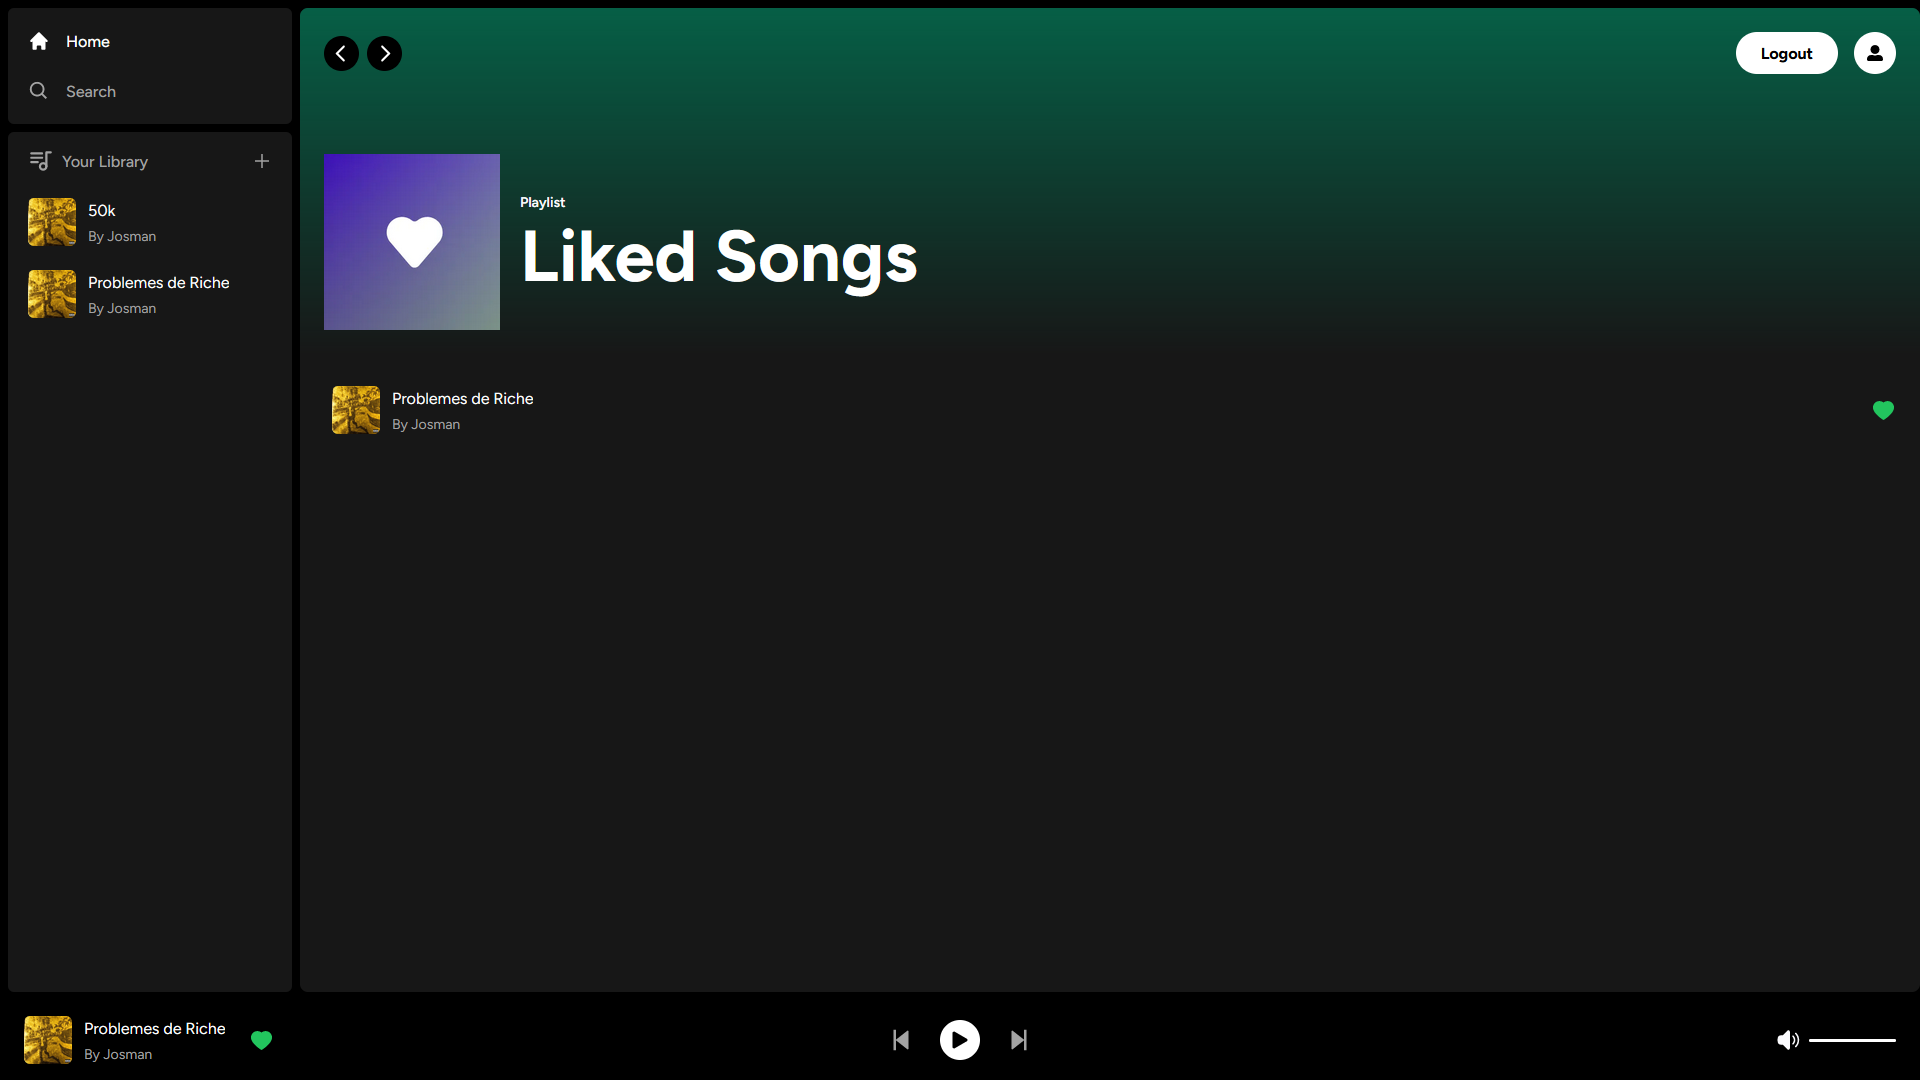 Home
Search
Your Library
50k
By Josman
Problemes de Riche
By Josman
Logout
Playlist
Liked Songs
Problemes de Riche
By Josman
Problemes de Riche
By Josman